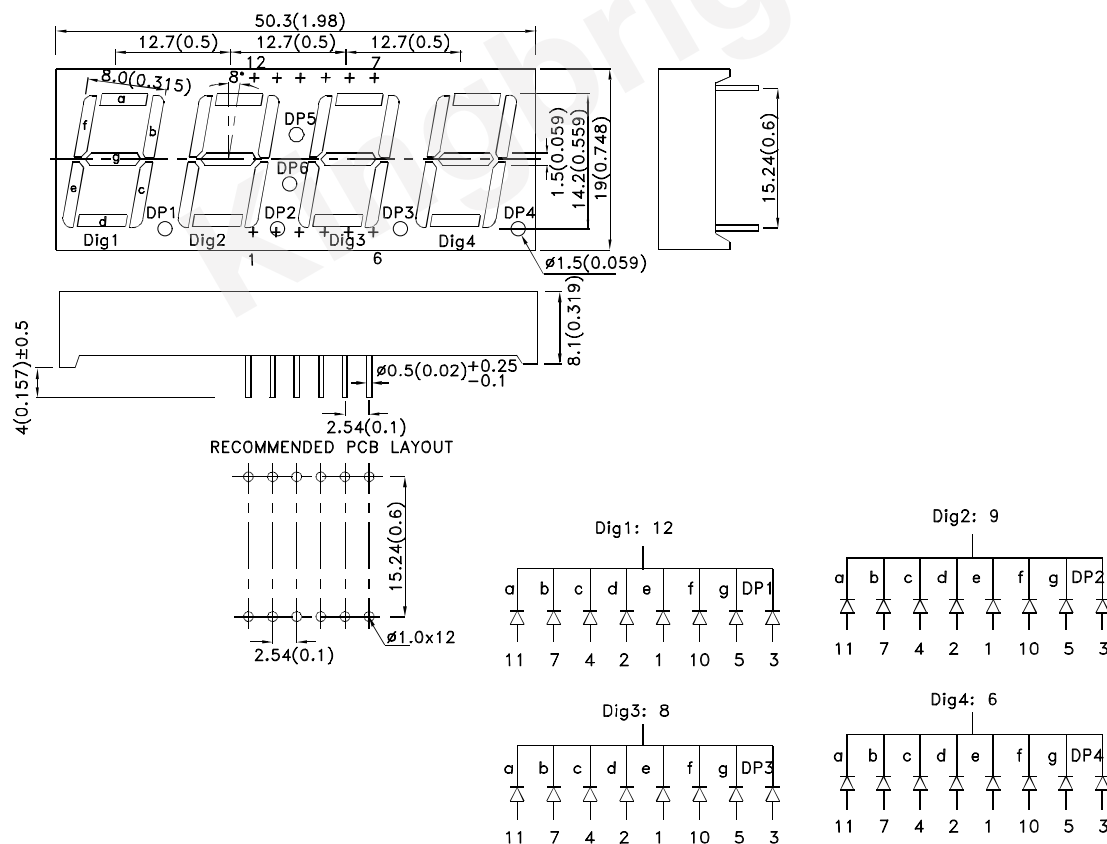 50.3(1.98)
12.7(0.5) 12.7(0.5) 12.7(0.5)
12 7
8.0(0.315)
8°
a
f b
g
e c
d
DP5
DP6
DP1 DP2 DP3 DP4
Dig1 Dig2 Dig3 Dig4
1 6
1.5(0.059)
14.2(0.559)
19(0.748)
15.24(0.6)
ø1.5(0.059)
8.1(0.319)
4(0.157)±0.5
ø0.5(0.02)+0.25
-0.1
2.54(0.1)
RECOMMENDED PCB LAYOUT
15.24(0.6)
ø1.0x12
2.54(0.1)
Dig1: 12
a b c d e f g DP1
11 7 4 2 1 10 5 3
Dig2: 9
a b c d e f g DP2
11 7 4 2 1 10 5 3
Dig3: 8
a b c d e f g DP3
11 7 4 2 1 10 5 3
Dig4: 6
a b c d e f g DP4
11 7 4 2 1 10 5 3
Kingbrig